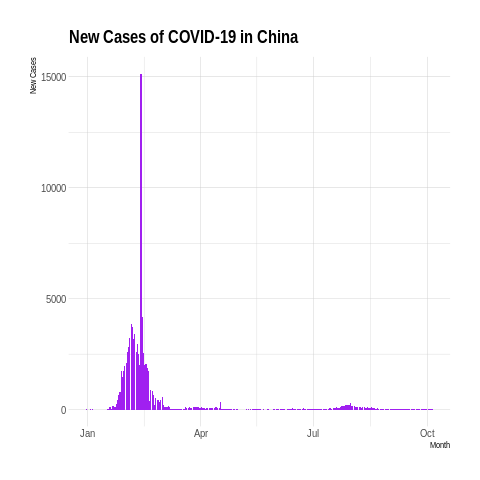 New Cases of COVID-19 in China
New Cases
15000
10000
5000
0
Jan Apr Jul Oct
Month